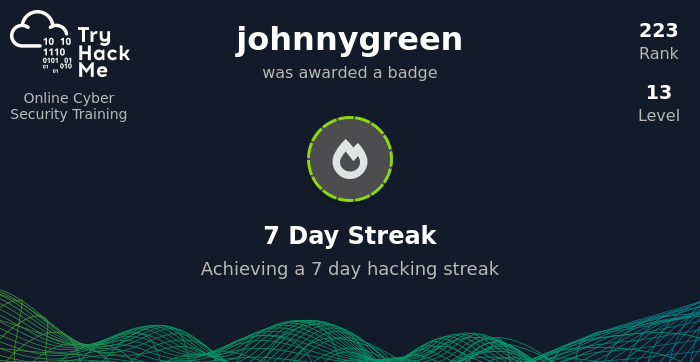 Try
Hack
Me
10 10
1110
0101 01
01 010
01
Online Cyber
Security Training
johnnygreen
was awarded a badge
223
Rank
13
Level
7 Day Streak
Achieving a 7 day hacking streak